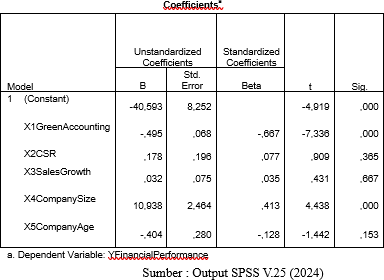 Coefficientsª
Unstandardized Coefficients Standardized Coefficients
Model B Std. Error Beta t Sig.
1 (Constant) -40,593 8,252 -4,919 ,000
X1GreenAccounting -,495 ,068 -,667 -7,336 ,000
X2CSR ,178 ,196 ,077 ,909 ,365
X3SalesGrowth ,032 ,075 ,035 ,431 ,667
X4CompanySize 10,938 2,464 ,413 4,438 ,000
X5CompanyAge -,404 ,280 -,128 -1,442 ,153
a. Dependent Variable: YFinancialPerformance
Sumber : Output SPSS V.25 (2024)